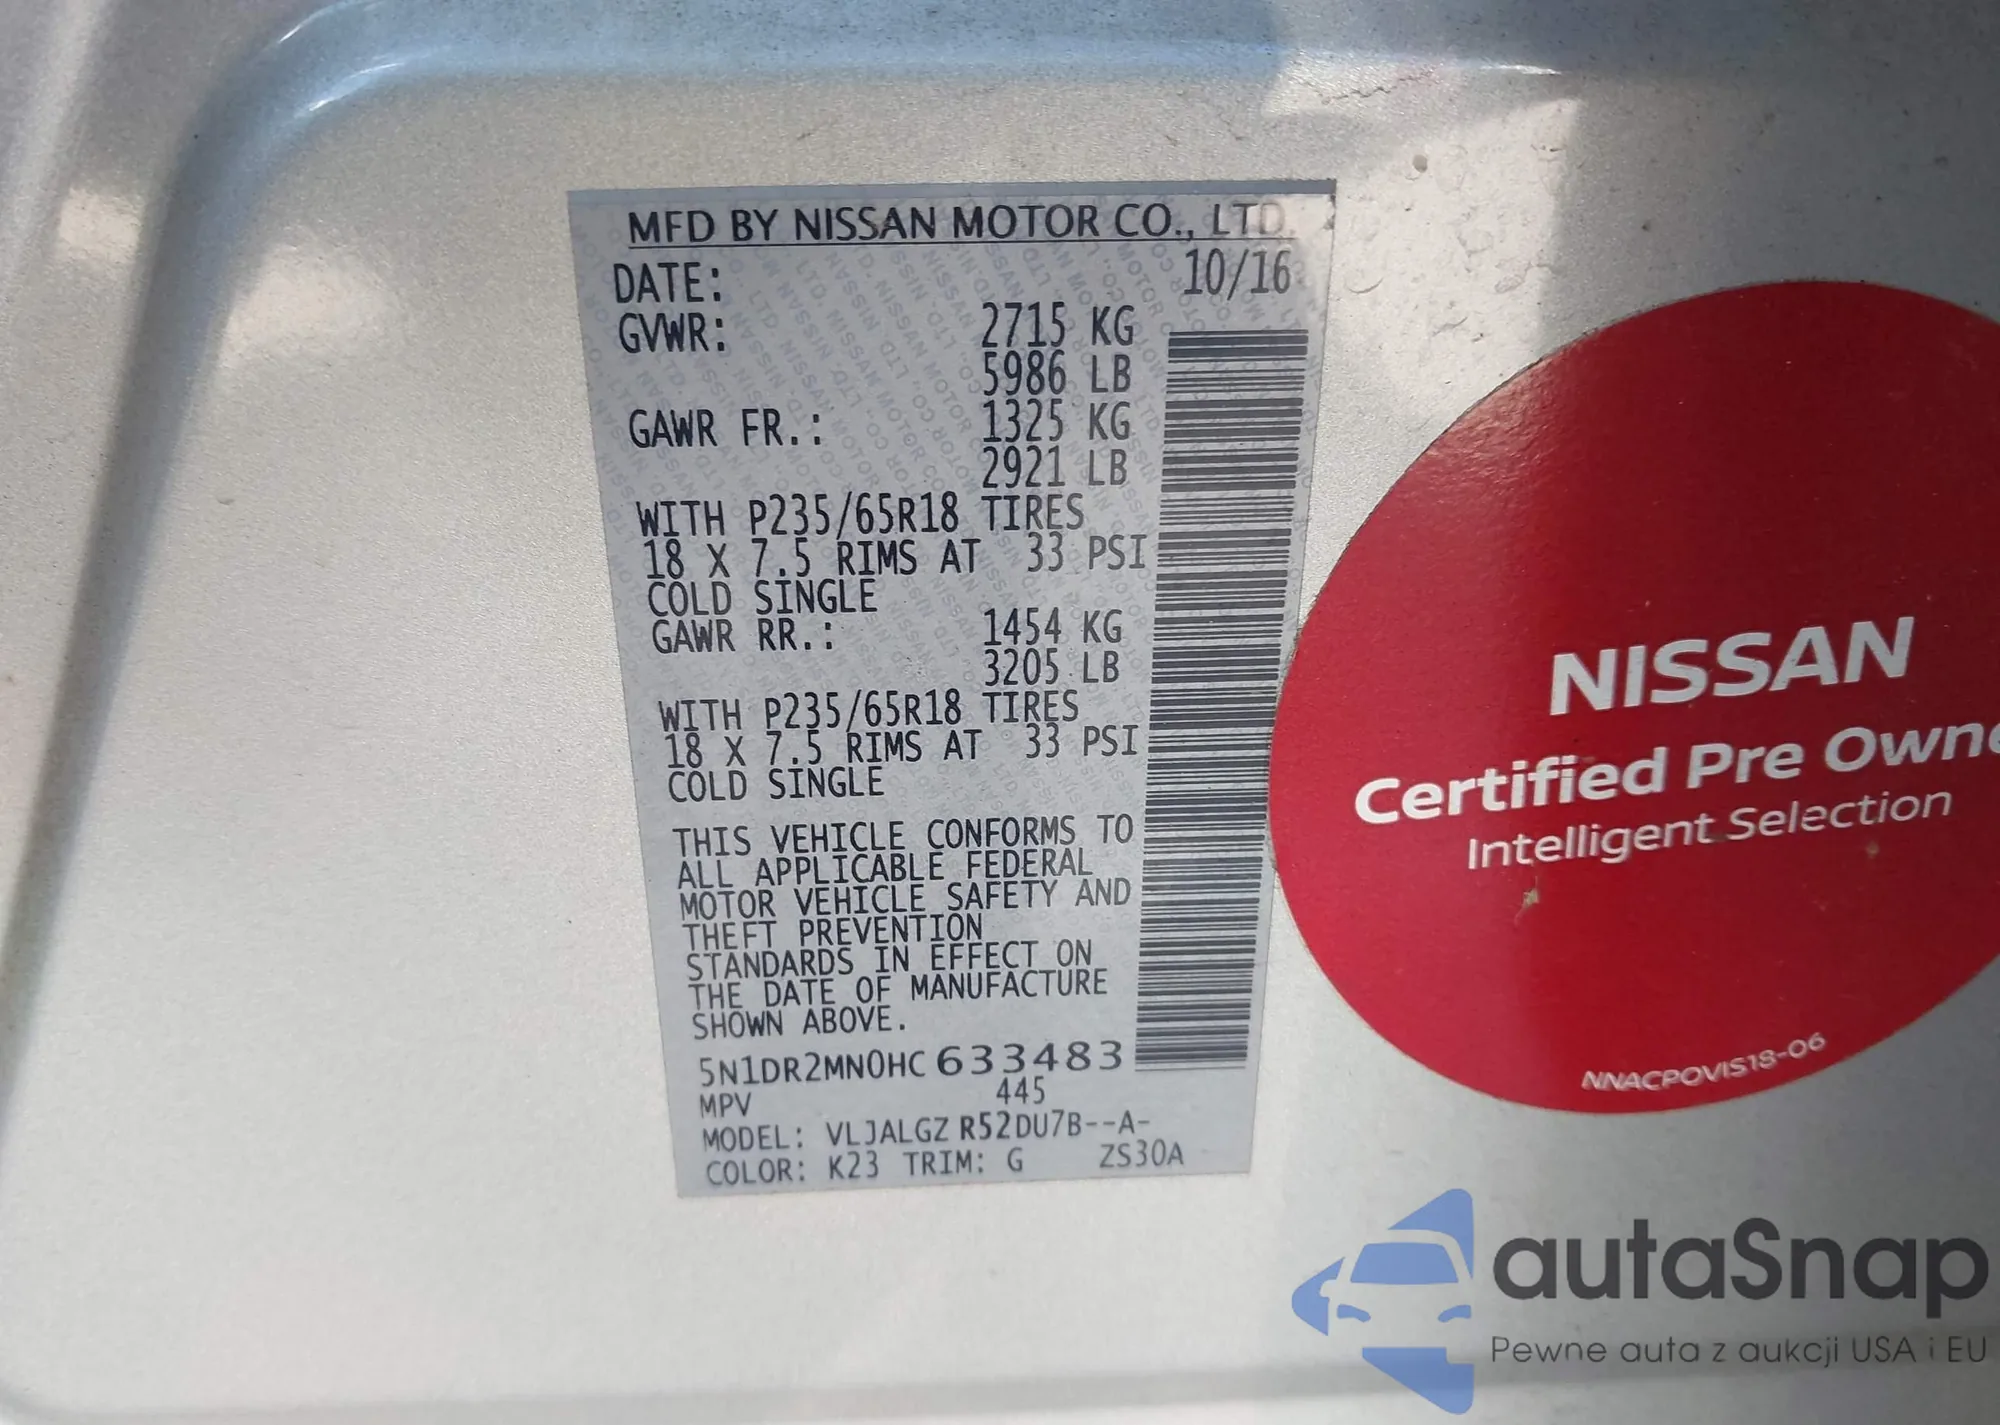 MFD BY NISSAN MOTOR CO., LTD.
DATE: 10/16
GVWR: 2715 KG
5986 LB
GAWR FR.: 1325 KG
2921 LB
WITH P235/65R18 TIRES
18 X 7.5 RIMS AT 33 PSI
COLD SINGLE
GAWR RR.: 1454 KG
3205 LB
WITH P235/65R18 TIRES
18 X 7.5 RIMS AT 33 PSI
COLD SINGLE
THIS VEHICLE CONFORMS TO
ALL APPLICABLE FEDERAL
MOTOR VEHICLE SAFETY AND
THEFT PREVENTION
STANDARDS IN EFFECT ON
THE DATE OF MANUFACTURE
SHOWN ABOVE.
5N1DR2MN0HC633483
MPV 445
MODEL: VLJALGZ R52DU7B--A-
COLOR: K23 TRIM: G ZS30A
NISSAN
Certified Pre Owne
Intelligent Selection
NNACPOVIS18-06
autaSnap
Pewne auta z aukcji USA i EU